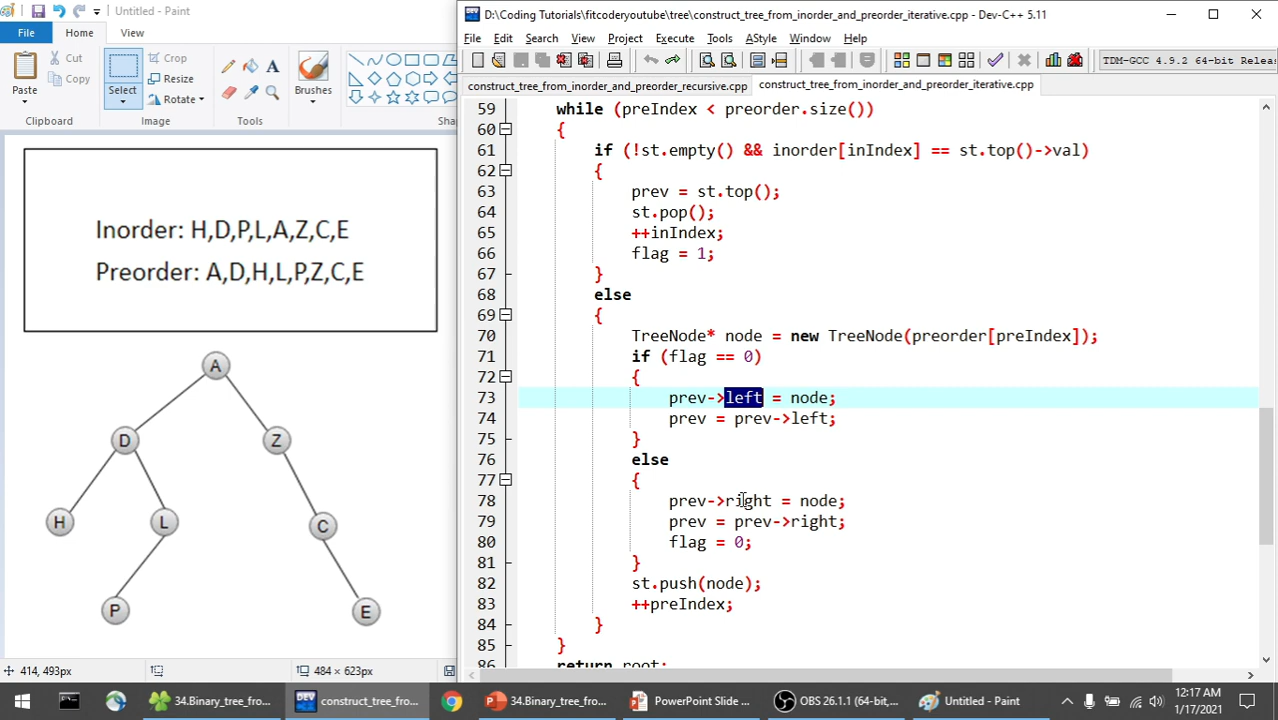 Untitled - Paint
File
Home
View
Paste
Cut
Copy
Clipboard
Select
Crop
Resize
Rotate
Image
A
Tools
Brushes
Shap
Inorder: H,D,P,L,A,Z,C,E
Preorder: A,D,H,L,P,Z,C,E
A
D
Z
H
L
C
P
E
414, 493px
484 × 623px
D:\Coding Tutorials\fitcoderyoutube\tree\construct_tree_from_inorder_and_preorder_iterative.cpp - Dev-C++ 5.11
File Edit Search View Project Execute Tools AStyle Window Help
TDM-GCC 4.9.2 64-bit Releas
construct_tree_from_inorder_and_preorder_recursive.cpp construct_tree_from_inorder_and_preorder_iterative.cpp
59 while (preIndex < preorder.size())
60 {
61 if (!st.empty() && inorder[inIndex] == st.top()->val)
62 {
63 prev = st.top();
64 st.pop();
65 ++inIndex;
66 flag = 1;
67 }
68 else
69 {
70 TreeNode* node = new TreeNode(preorder[preIndex]);
71 if (flag == 0)
72 {
73 prev->left = node;
74 prev = prev->left;
75 }
76 else
77 {
78 prev->right = node;
79 prev = prev->right;
80 flag = 0;
81 }
82 st.push(node);
83 ++preIndex;
84 }
85 }
86 return root;
34.Binary_tree_fro...
construct_tree_fro...
34.Binary_tree_fro...
PowerPoint Slide ...
OBS 26.1.1 (64-bit,...
Untitled - Paint
12:17 AM
1/17/2021